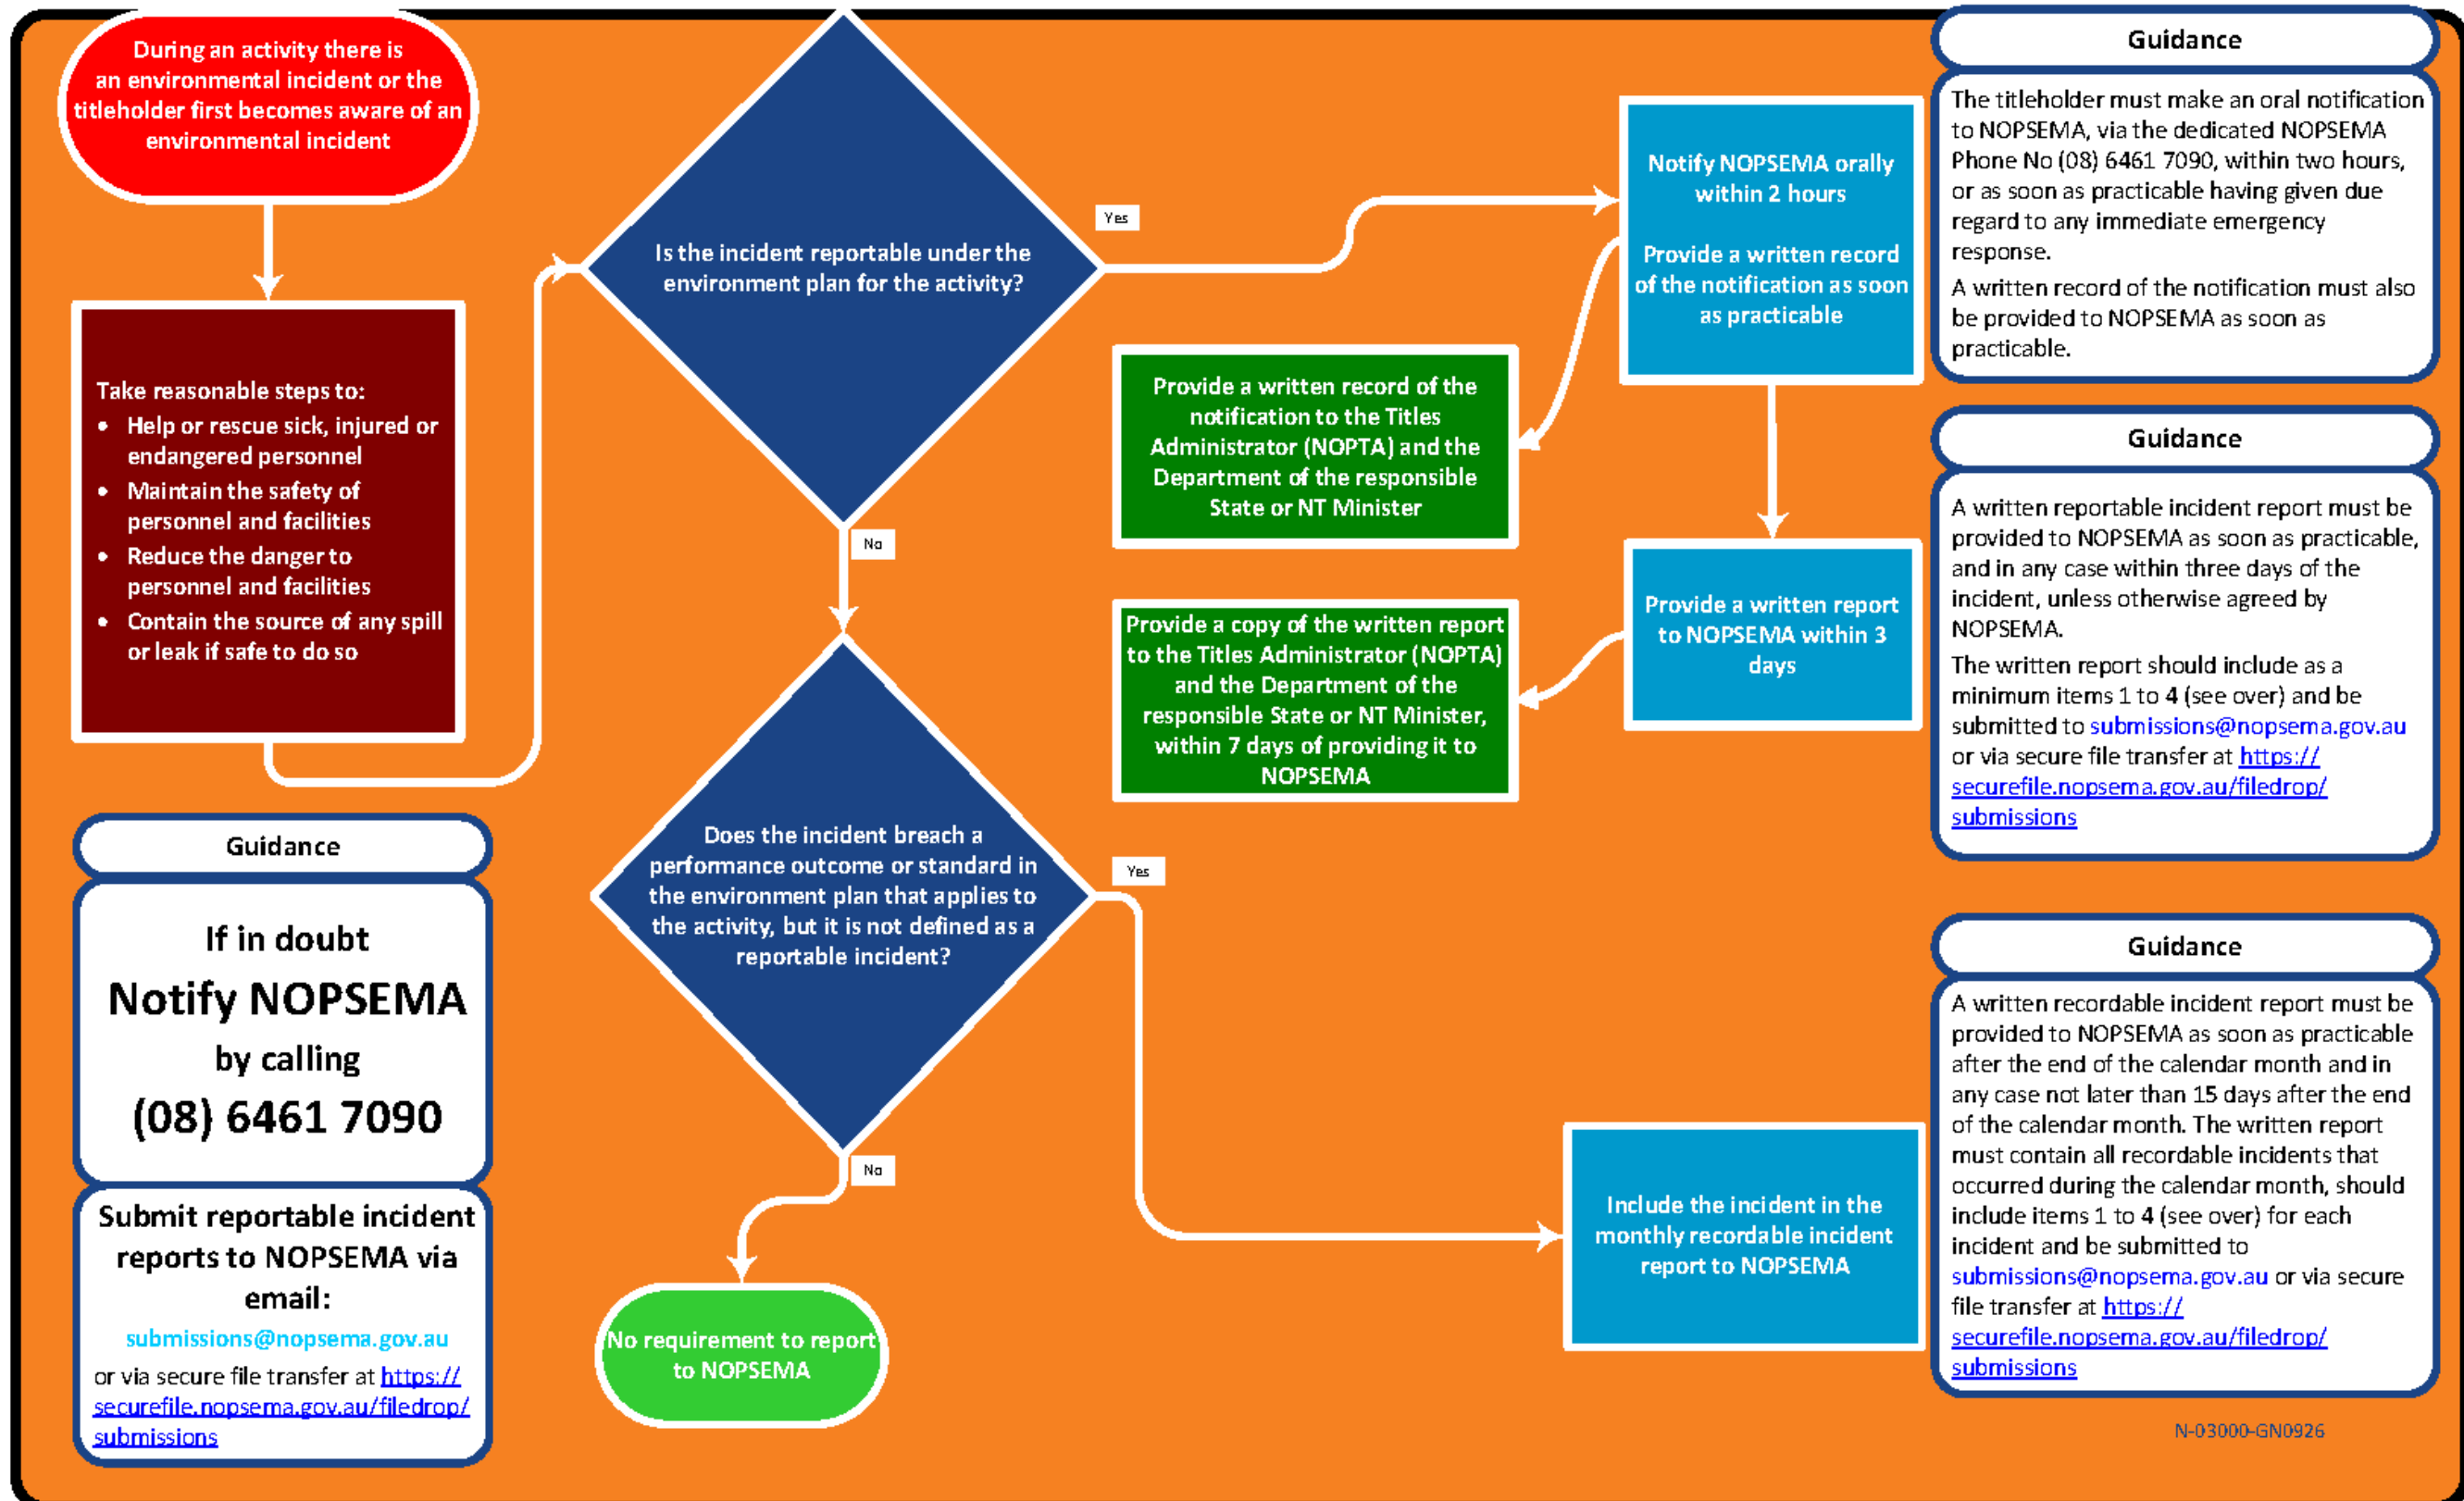 During an activity there is
an environmental incident or the
titleholder first becomes aware of an
environmental incident
Take reasonable steps to:
• Help or rescue sick, injured or
endangered personnel
• Maintain the safety of
personnel and facilities
• Reduce the danger to
personnel and facilities
• Contain the source of any spill
or leak if safe to do so
Guidance
If in doubt
Notify NOPSEMA
by calling
(08) 6461 7090
Submit reportable incident
reports to NOPSEMA via
email:
submissions@nopsema.gov.au
or via secure file transfer at https://
securefile.nopsema.gov.au/filedrop/
submissions
Is the incident reportable under the
environment plan for the activity?
Yes
No
Does the incident breach a
performance outcome or standard in
the environment plan that applies to
the activity, but it is not defined as a
reportable incident?
Yes
No
No requirement to report
to NOPSEMA
Notify NOPSEMA orally
within 2 hours
Provide a written record
of the notification as soon
as practicable
Provide a written record of the
notification to the Titles
Administrator (NOPTA) and the
Department of the responsible
State or NT Minister
Provide a written report
to NOPSEMA within 3
days
Provide a copy of the written report
to the Titles Administrator (NOPTA)
and the Department of the
responsible State or NT Minister,
within 7 days of providing it to
NOPSEMA
Include the incident in the
monthly recordable incident
report to NOPSEMA
Guidance
The titleholder must make an oral notification
to NOPSEMA, via the dedicated NOPSEMA
Phone No (08) 6461 7090, within two hours,
or as soon as practicable having given due
regard to any immediate emergency
response.
A written record of the notification must also
be provided to NOPSEMA as soon as
practicable.
Guidance
A written reportable incident report must be
provided to NOPSEMA as soon as practicable,
and in any case within three days of the
incident, unless otherwise agreed by
NOPSEMA.
The written report should include as a
minimum items 1 to 4 (see over) and be
submitted to submissions@nopsema.gov.au
or via secure file transfer at https://
securefile.nopsema.gov.au/filedrop/
submissions
Guidance
A written recordable incident report must be
provided to NOPSEMA as soon as practicable
after the end of the calendar month and in
any case not later than 15 days after the end
of the calendar month. The written report
must contain all recordable incidents that
occurred during the calendar month, should
include items 1 to 4 (see over) for each
incident and be submitted to
submissions@nopsema.gov.au or via secure
file transfer at https://
securefile.nopsema.gov.au/filedrop/
submissions
N-03000-GN0926